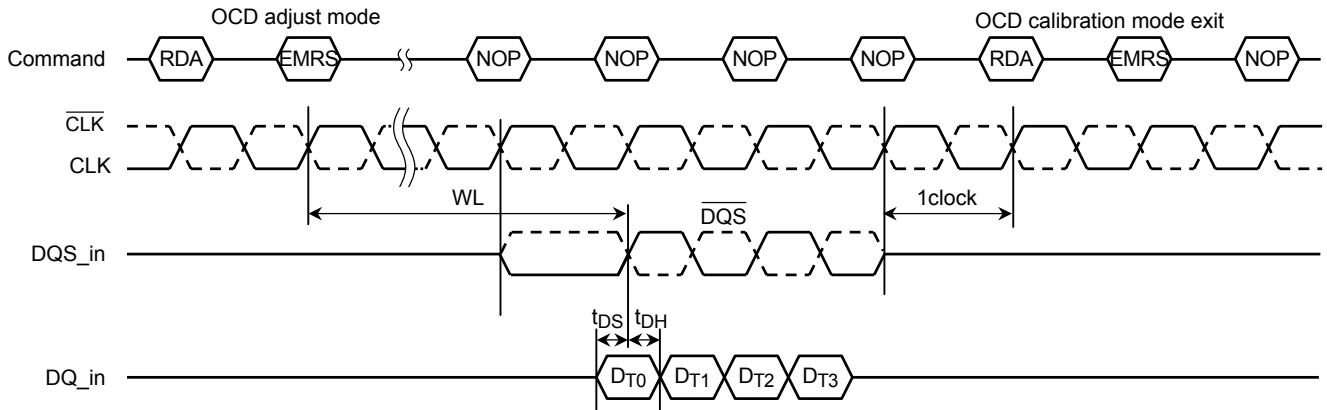 OCD adjust mode
OCD calibration mode exit
Command RDA EMRS NOP NOP NOP NOP RDA EMRS NOP
CLK
CLK
WL
DQS
1clock
DQS_in
tDS tDH
DQ_in DT0 DT1 DT2 DT3